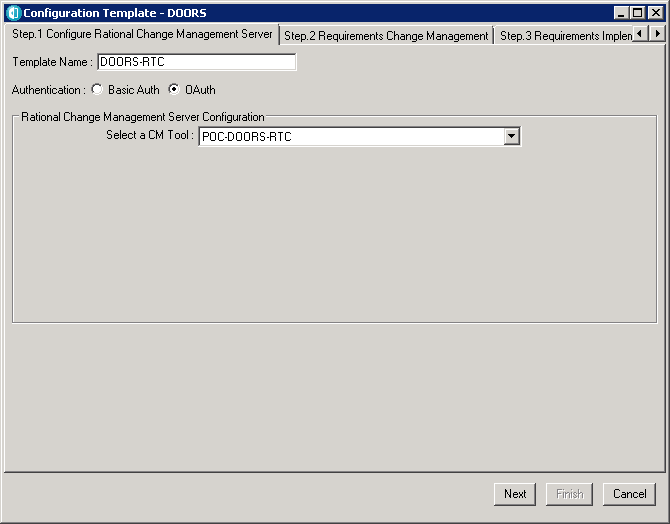 Configuration Template - DOORS
Step.1 Configure Rational Change Management Server Step.2 Requirements Change Management Step.3 Requirements
Template Name : DOORS-RTC
Authentication : Basic Auth OAuth
Rational Change Management Server Configuration
Select a CM Tool : POC-DOORS-RTC
Next Finish Cancel